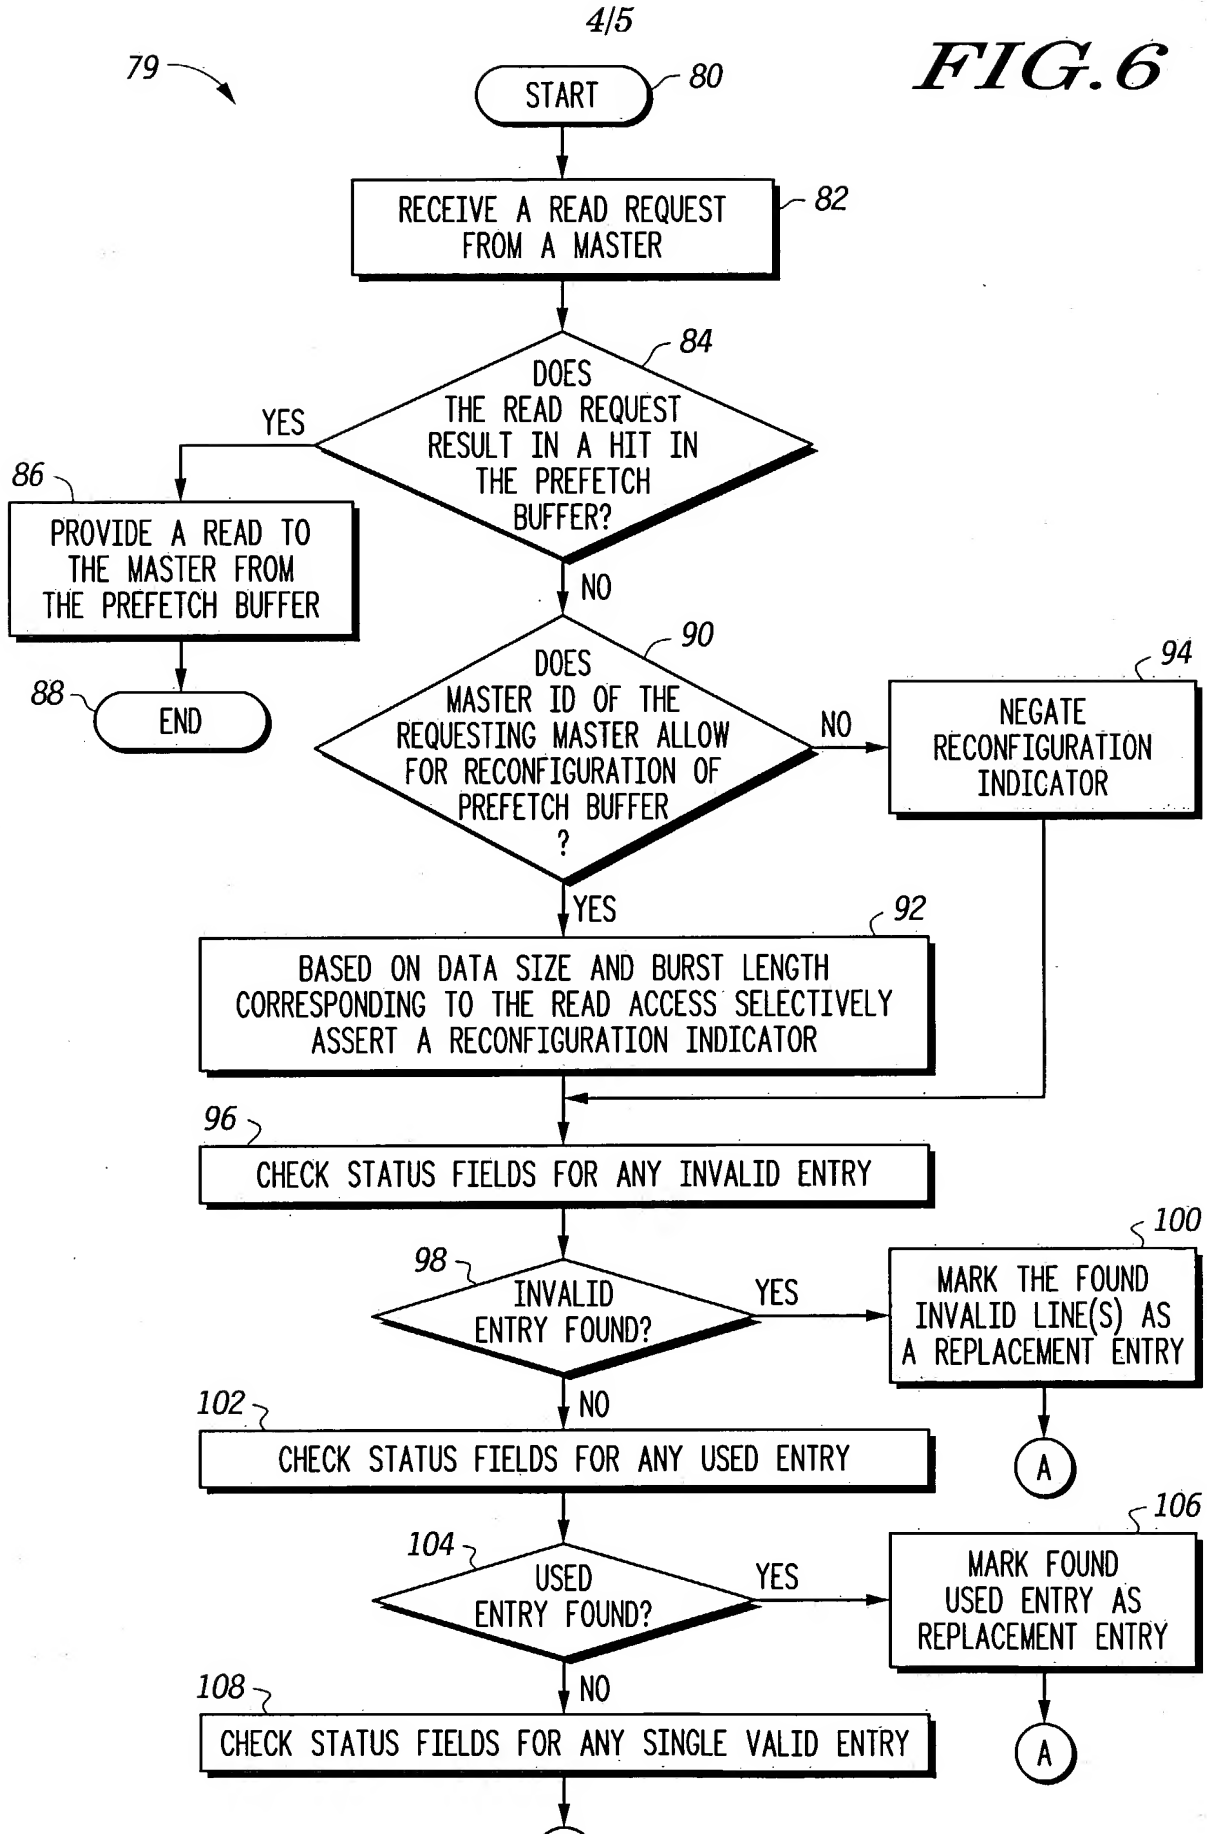 4/5
FIG.6
79
START
80
RECEIVE A READ REQUEST
FROM A MASTER
82
84
DOES
THE READ REQUEST
RESULT IN A HIT IN
THE PREFETCH
BUFFER?
YES
86
PROVIDE A READ TO
THE MASTER FROM
THE PREFETCH BUFFER
88
END
NO
90
DOES
MASTER ID OF THE
REQUESTING MASTER ALLOW
FOR RECONFIGURATION OF
PREFETCH BUFFER
?
NO
94
NEGATE
RECONFIGURATION
INDICATOR
YES
92
BASED ON DATA SIZE AND BURST LENGTH
CORRESPONDING TO THE READ ACCESS SELECTIVELY
ASSERT A RECONFIGURATION INDICATOR
96
CHECK STATUS FIELDS FOR ANY INVALID ENTRY
98
INVALID
ENTRY FOUND?
YES
100
MARK THE FOUND
INVALID LINE(S) AS
A REPLACEMENT ENTRY
A
NO
102
CHECK STATUS FIELDS FOR ANY USED ENTRY
104
USED
ENTRY FOUND?
YES
106
MARK FOUND
USED ENTRY AS
REPLACEMENT ENTRY
A
NO
108
CHECK STATUS FIELDS FOR ANY SINGLE VALID ENTRY